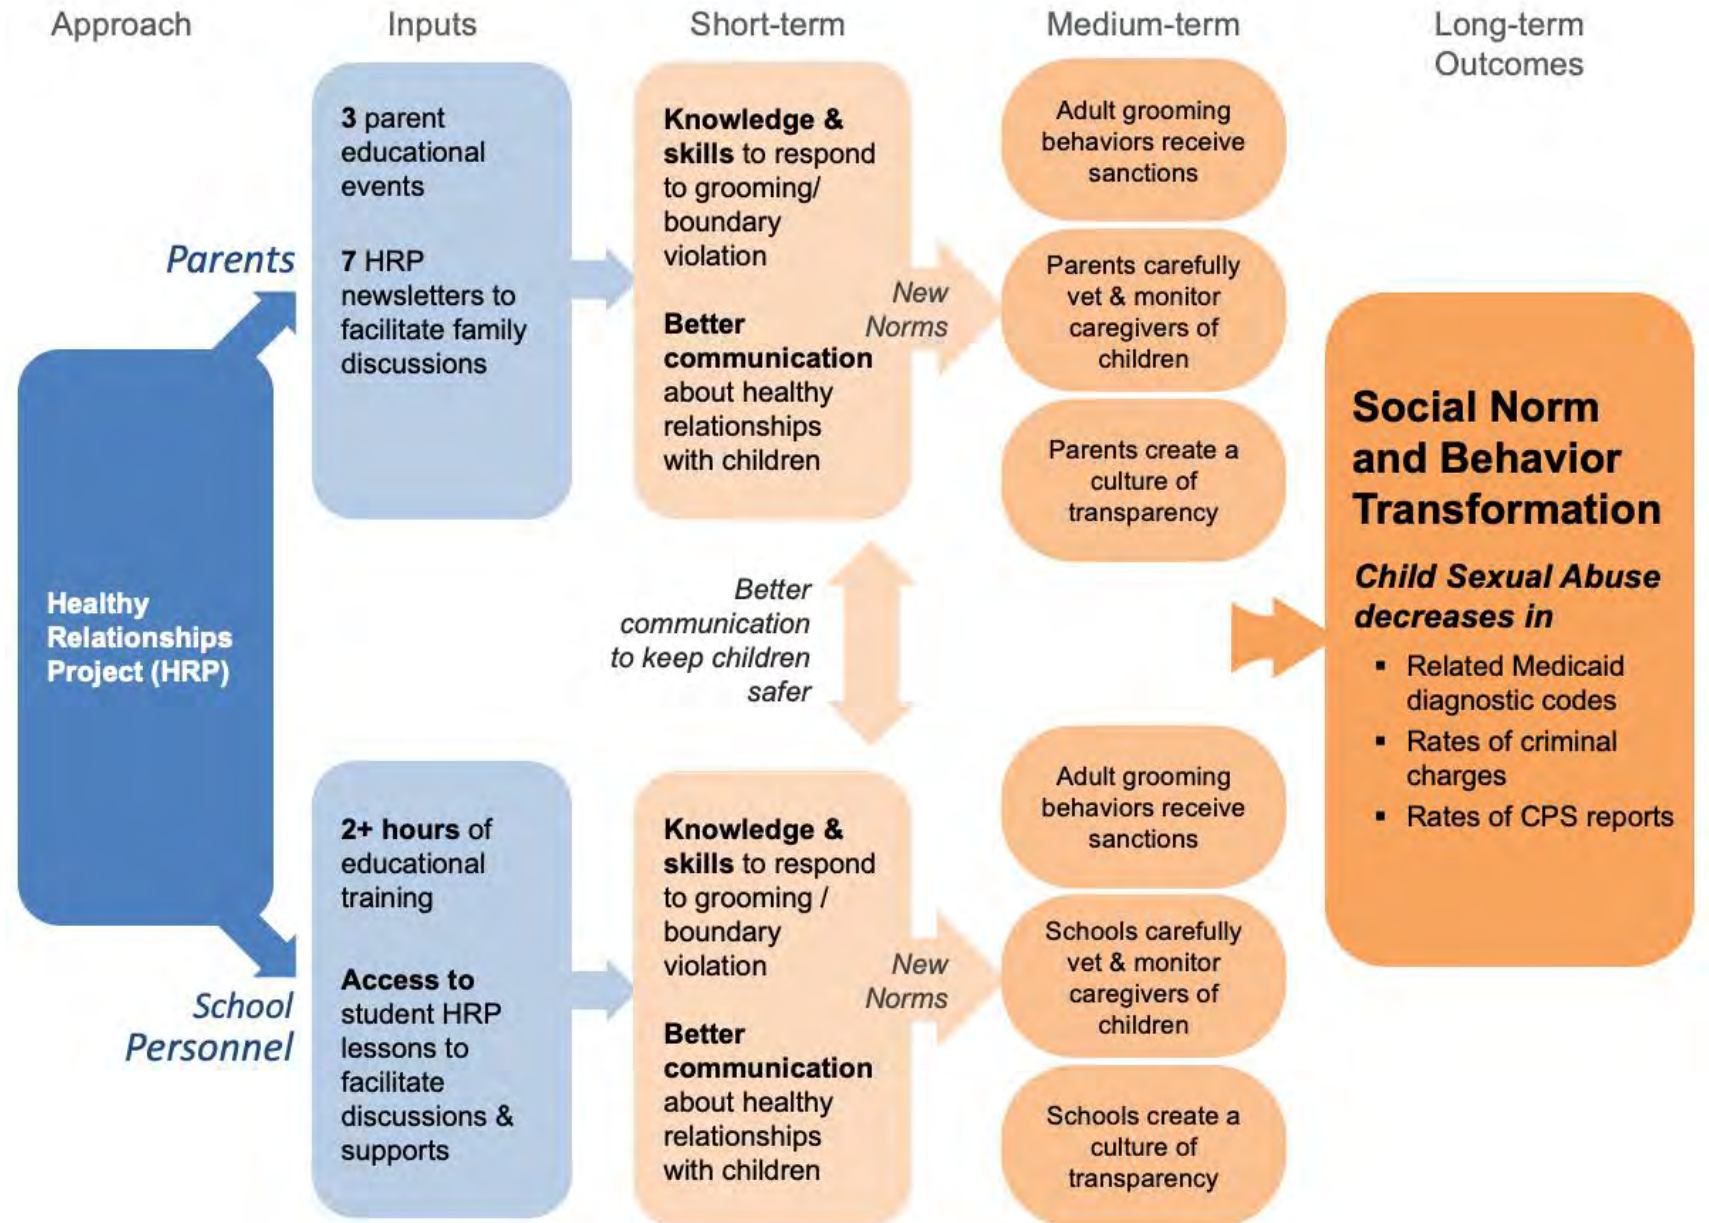 Approach
Inputs
Short-term
Medium-term
Long-term
Outcomes
Healthy
Relationships
Project (HRP)
Parents
3 parent
educational
events
7 HRP
newsletters to
facilitate family
discussions
Knowledge &
skills to respond
to grooming/
boundary
violation
Better
communication
about healthy
relationships
with children
New
Norms
Adult grooming
behaviors receive
sanctions
Parents carefully
vet & monitor
caregivers of
children
Parents create a
culture of
transparency
Better
communication
to keep children
safer
School
Personnel
2+ hours of
educational
training
Access to
student HRP
lessons to
facilitate
discussions &
supports
Knowledge &
skills to respond
to grooming /
boundary
violation
Better
communication
about healthy
relationships
with children
New
Norms
Adult grooming
behaviors receive
sanctions
Schools carefully
vet & monitor
caregivers of
children
Schools create a
culture of
transparency
Social Norm
and Behavior
Transformation
Child Sexual Abuse
decreases in
▪ Related Medicaid
diagnostic codes
▪ Rates of criminal
charges
▪ Rates of CPS reports